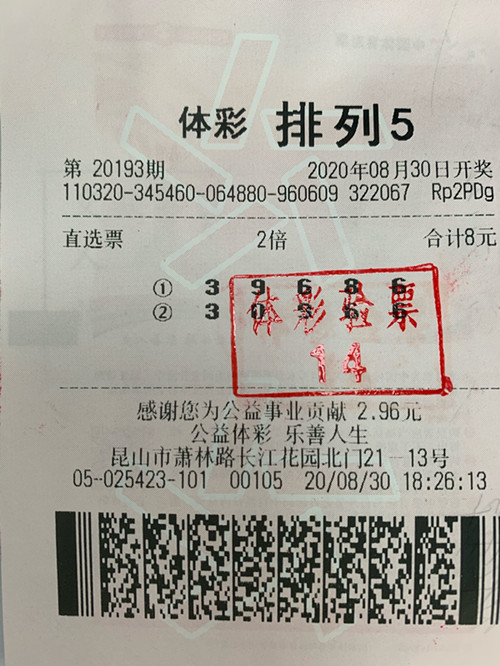 体彩 排列5
第 20193期 2020年08月30日开奖
110320-345460-064880-960609 322067 Rp2PDg
直选票 2倍 合计8元
① 3 9 6 8 6
② 3 0 3 6 6
体彩验票
14
感谢您为公益事业贡献 2.96元
公益体彩 乐善人生
昆山市萧林路长江花园北门21-13号
05--025423-101 00105 20/08/30 18:26:13